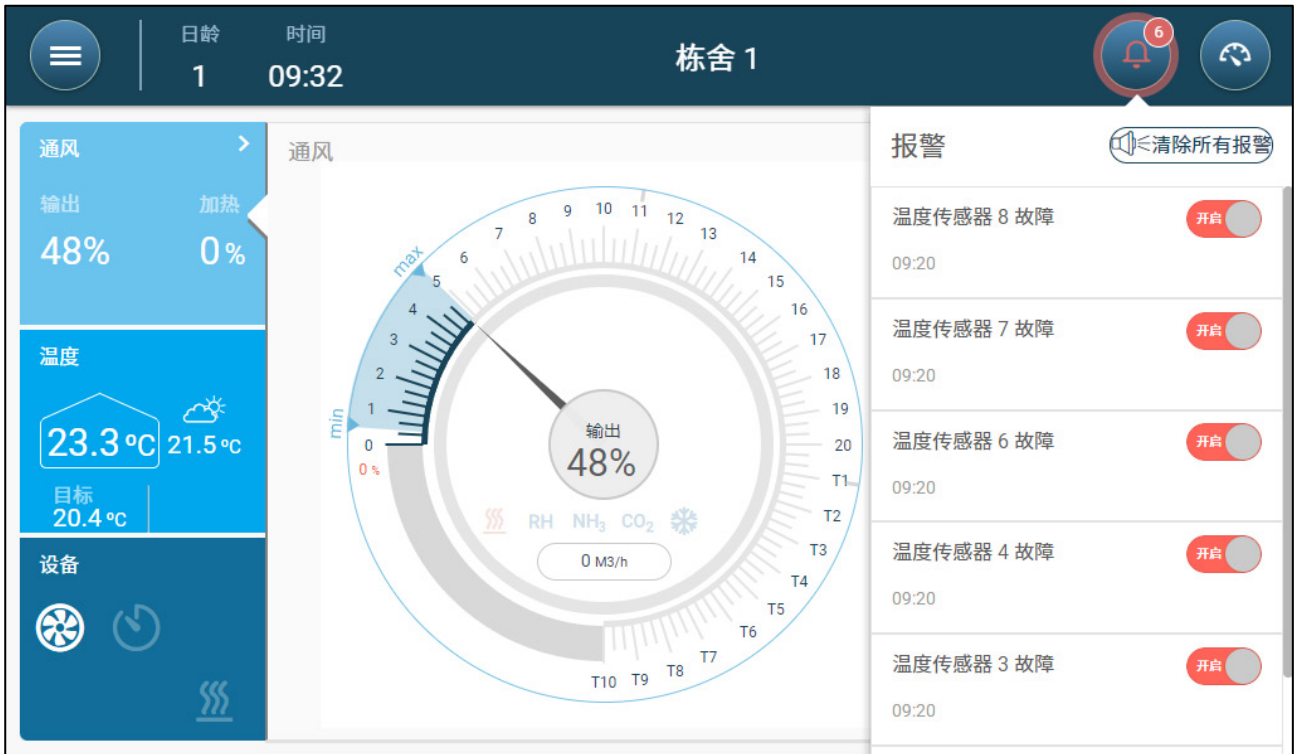 日龄
时间
1
09:32
栋舍 1
6
通风
输出
加热
48%
0 %
温度
23.3 ºC
21.5 ºC
目标
20.4 ºC
设备
通风
max
min
0
1
2
3
4
5
6
7
8
9
10
11
12
13
14
15
16
17
18
19
20
T1
T2
T3
T4
T5
T6
T7
T8
T9
T10
0 %
输出
48%
RH NH₃ CO₂
0 M3/h
报警
清除所有报警
温度传感器 8 故障
开启
09:20
温度传感器 7 故障
开启
09:20
温度传感器 6 故障
开启
09:20
温度传感器 4 故障
开启
09:20
温度传感器 3 故障
开启
09:20